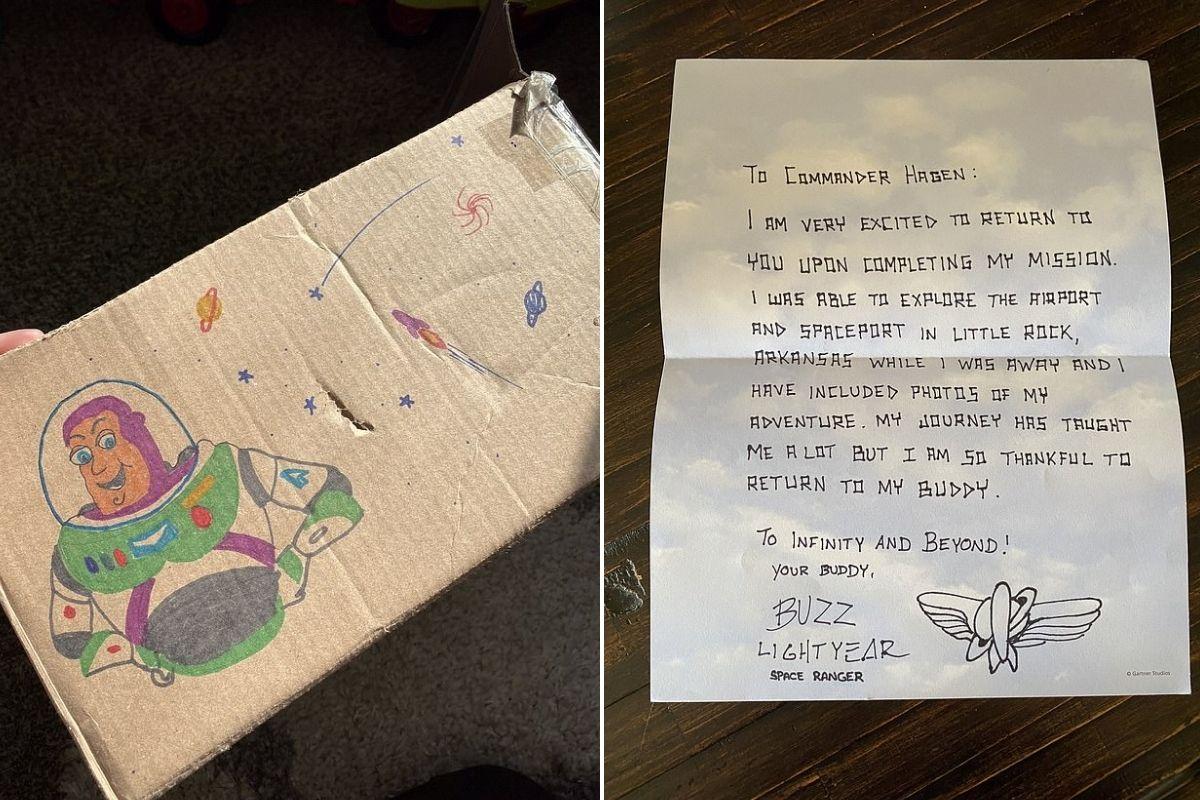 To Commander Hagen:
I am very excited to return to
you upon completing my mission.
I was able to explore the airport
and spaceport in Little Rock,
Arkansas while I was away and I
have included photos of my
adventure. My journey has taught
me a lot but I am so thankful to
return to my buddy.
To Infinity and Beyond!
your buddy,
Buzz
Lightyear
Space Ranger
© Gartner Studios